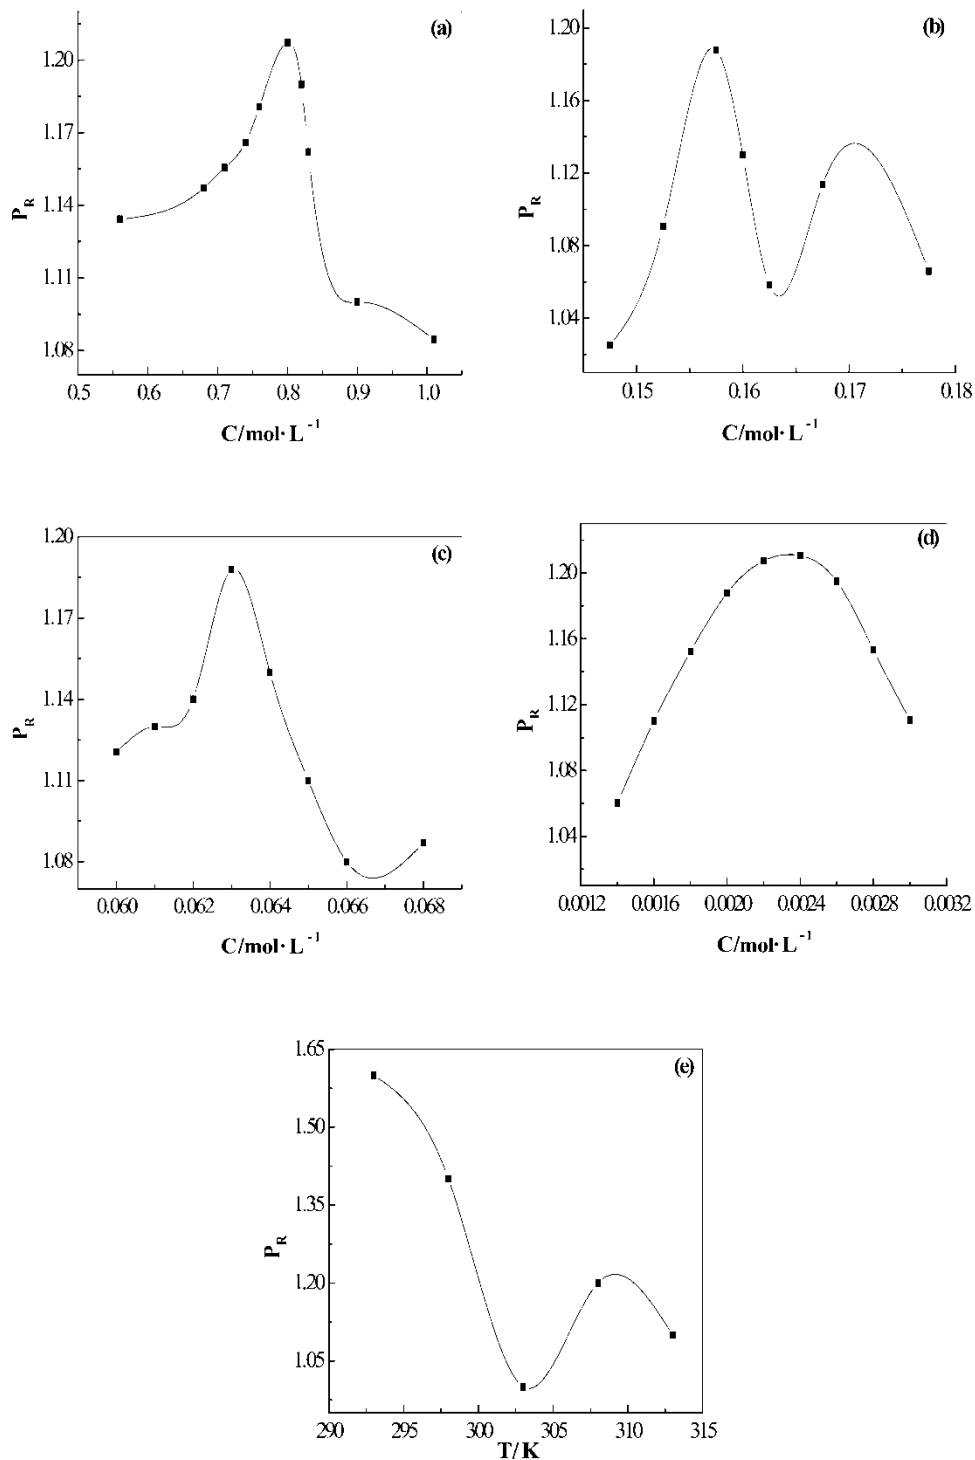 (a)
1.20
1.17
1.14
1.11
1.08
P_R
0.5 0.6 0.7 0.8 0.9 1.0
C/mol· L⁻¹
(b)
1.20
1.16
1.12
1.08
1.04
P_R
0.15 0.16 0.17 0.18
C/mol· L⁻¹
(c)
1.20
1.17
1.14
1.11
1.08
P_R
0.060 0.062 0.064 0.066 0.068
C/mol· L⁻¹
(d)
1.20
1.16
1.12
1.08
1.04
P_R
0.0012 0.0016 0.0020 0.0024 0.0028 0.0032
C/mol· L⁻¹
(e)
1.65
1.50
1.35
1.20
1.05
P_R
290 295 300 305 310 315
T/K